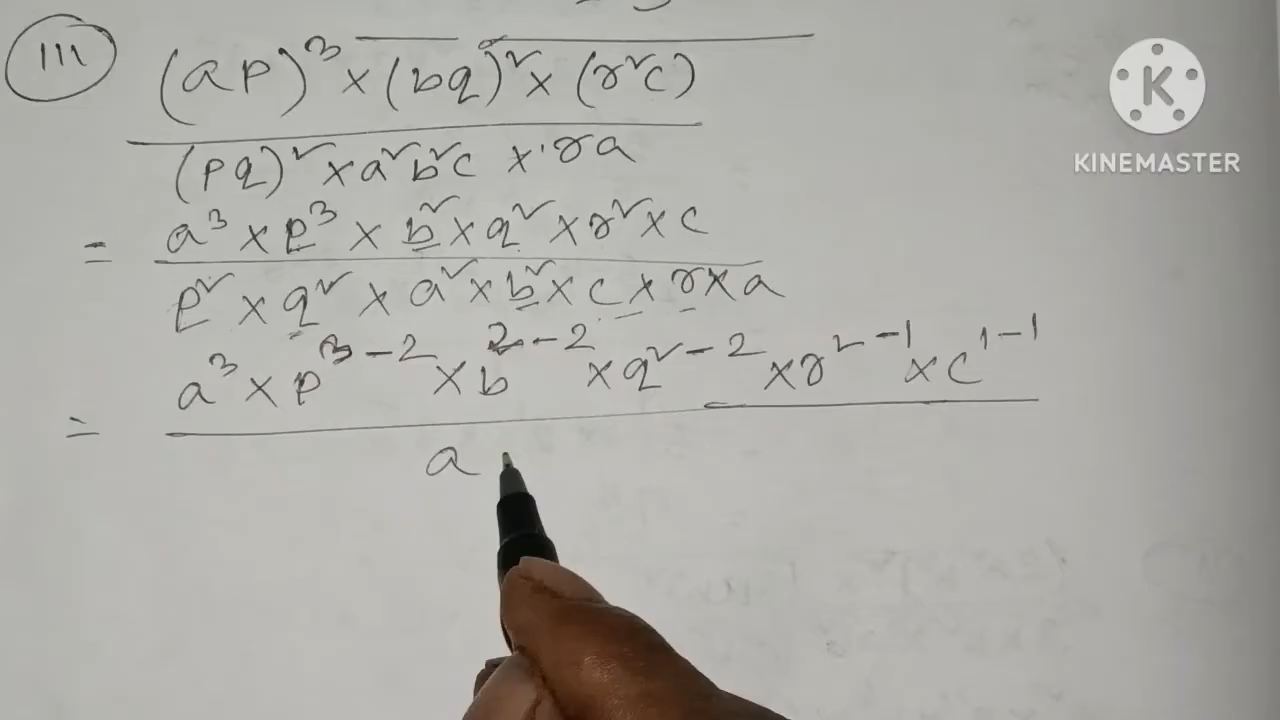 III
(ap)³ × (bq)² × (r²c)
(pq)² × a²b²c × ra
= a³ × p³ × b² × q² × r² × c
p² × q² × a² × b² × c × r × a
= a³ × p³⁻² × b²⁻² × q²⁻² × r²⁻¹ × c¹⁻¹
a
K
KINEMASTER